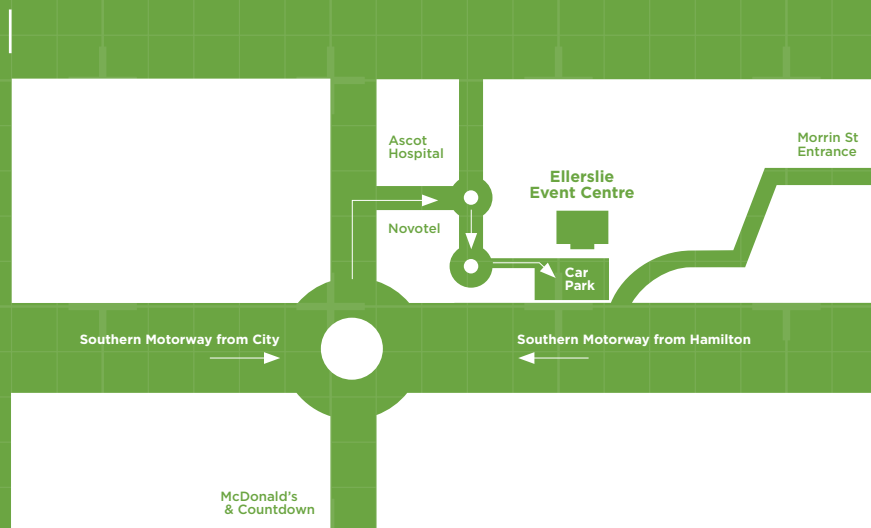 Morrin St
Entrance
Ascot
Hospital
Ellerslie
Event Centre
Novotel
Car
Park
Southern Motorway from City
Southern Motorway from Hamilton
McDonald’s
& Countdown